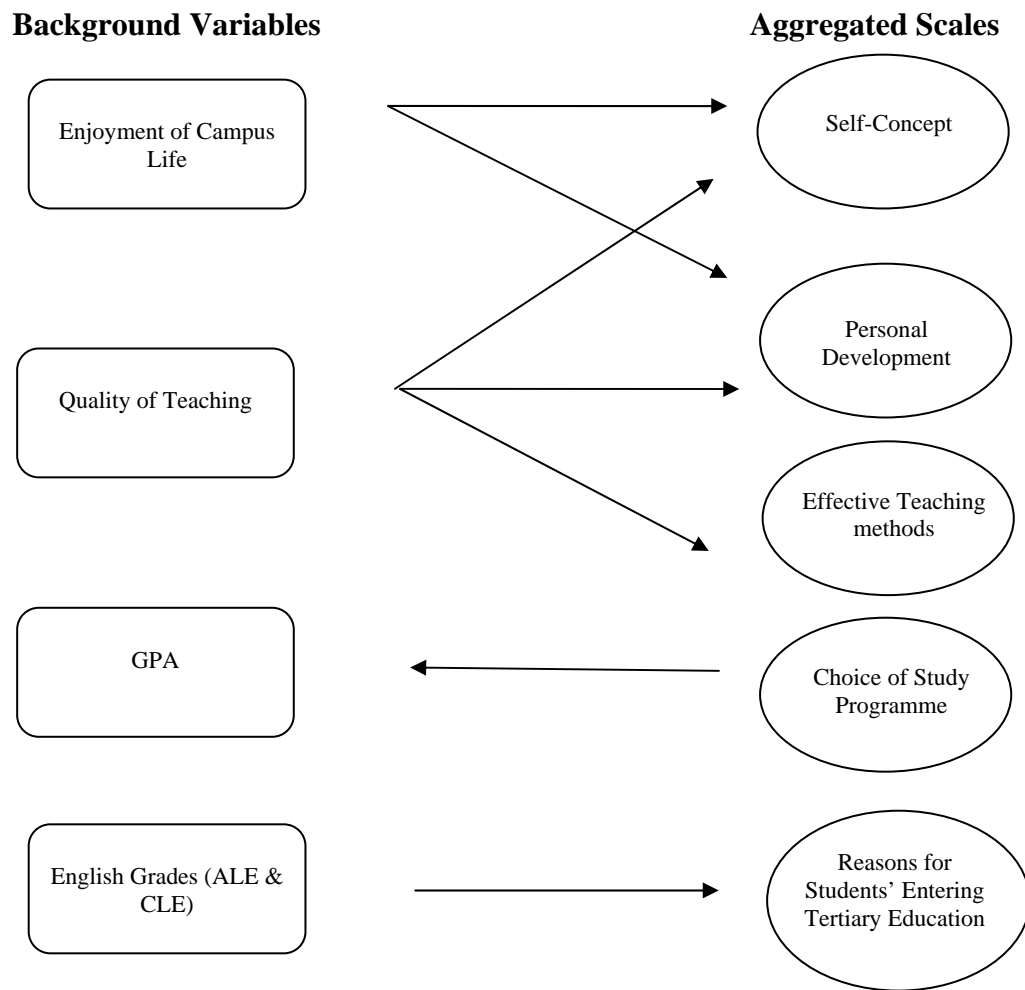 Background Variables
Aggregated Scales
Enjoyment of Campus
Life
Self-Concept
Quality of Teaching
Personal
Development
Effective Teaching
methods
GPA
Choice of Study
Programme
English Grades (ALE &
CLE)
Reasons for
Students’ Entering
Tertiary Education